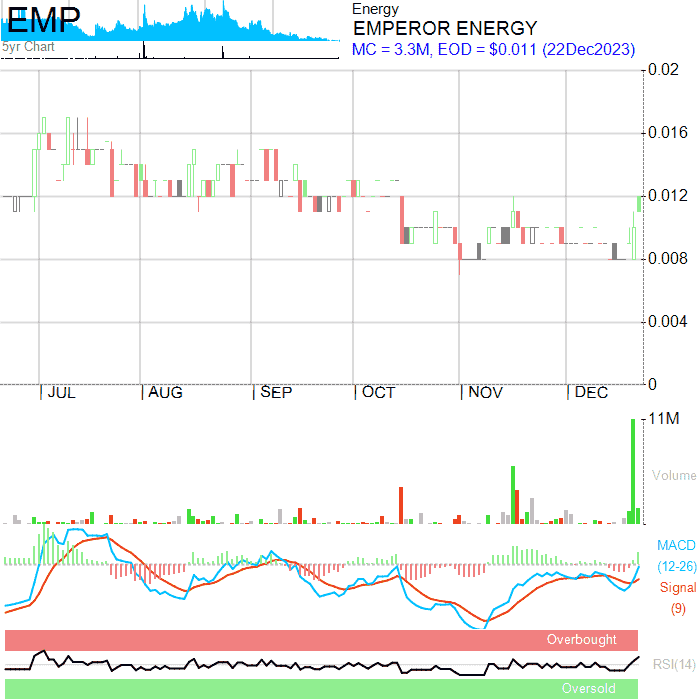 EMP
5yr Chart
Energy
EMPEROR ENERGY
MC = 3.3M, EOD = $0.011 (22Dec2023)
0.02
0.016
0.012
0.008
0.004
0
JUL AUG SEP OCT NOV DEC
11M
Volume
MACD
(12-26)
Signal
(9)
Overbought
RSI(14)
Oversold